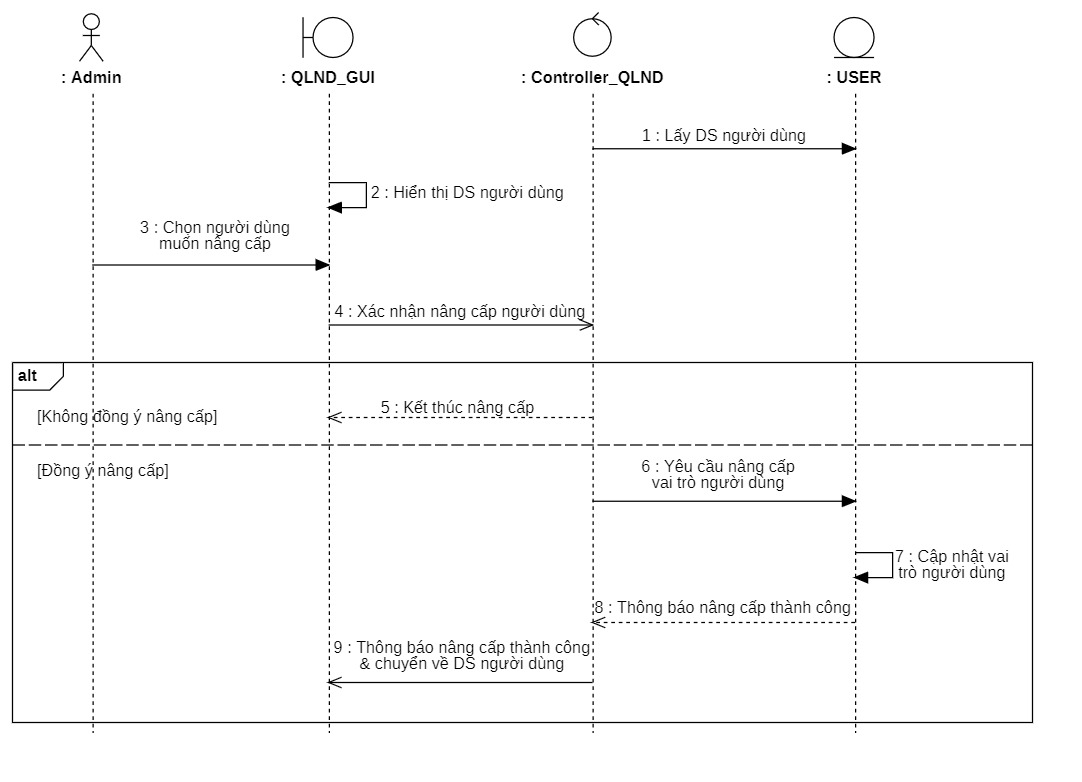 : Admin
: QLND_GUI
: Controller_QLND
: USER
1 : Lấy DS người dùng
2 : Hiển thị DS người dùng
3 : Chọn người dùng
muốn nâng cấp
4 : Xác nhận nâng cấp người dùng
alt
5 : Kết thúc nâng cấp
[Không đồng ý nâng cấp]
[Đồng ý nâng cấp]
6 : Yêu cầu nâng cấp
vai trò người dùng
7 : Cập nhật vai
trò người dùng
8 : Thông báo nâng cấp thành công
9 : Thông báo nâng cấp thành công
& chuyển về DS người dùng